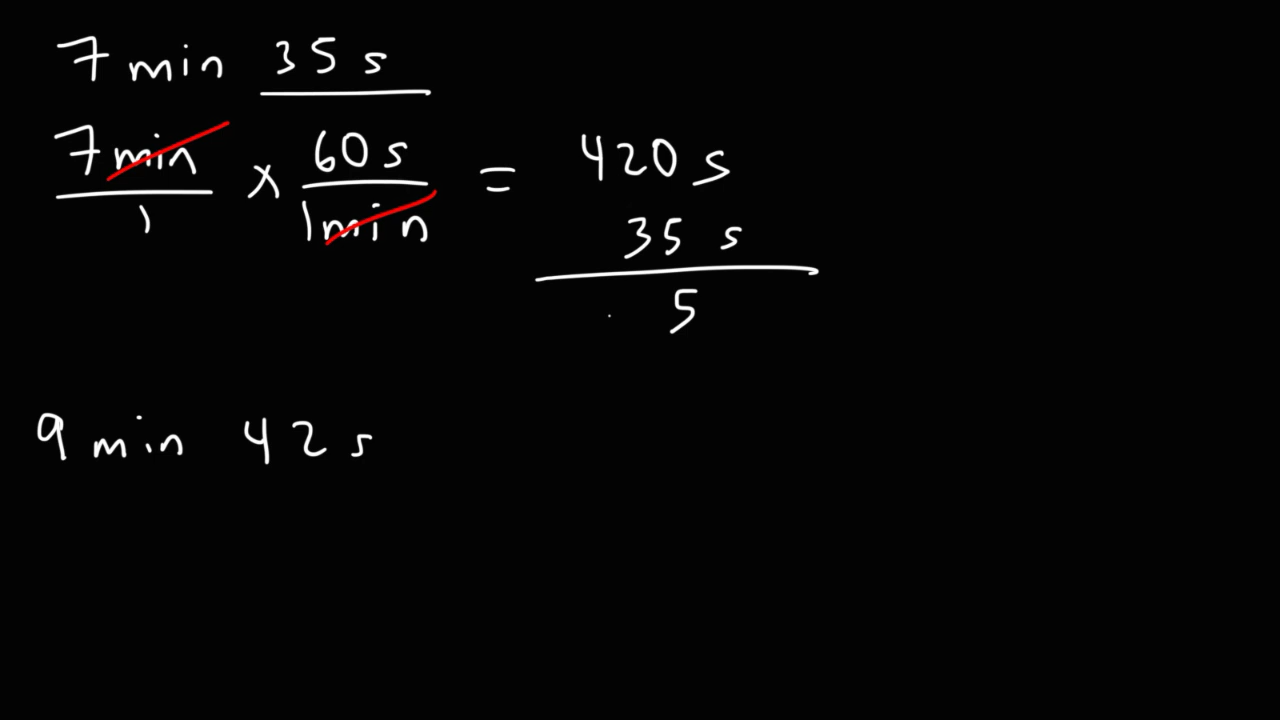 7 min 35 s
7 min / 1 × 60 s / 1 min = 420 s
35 s
5
9 min 42 s